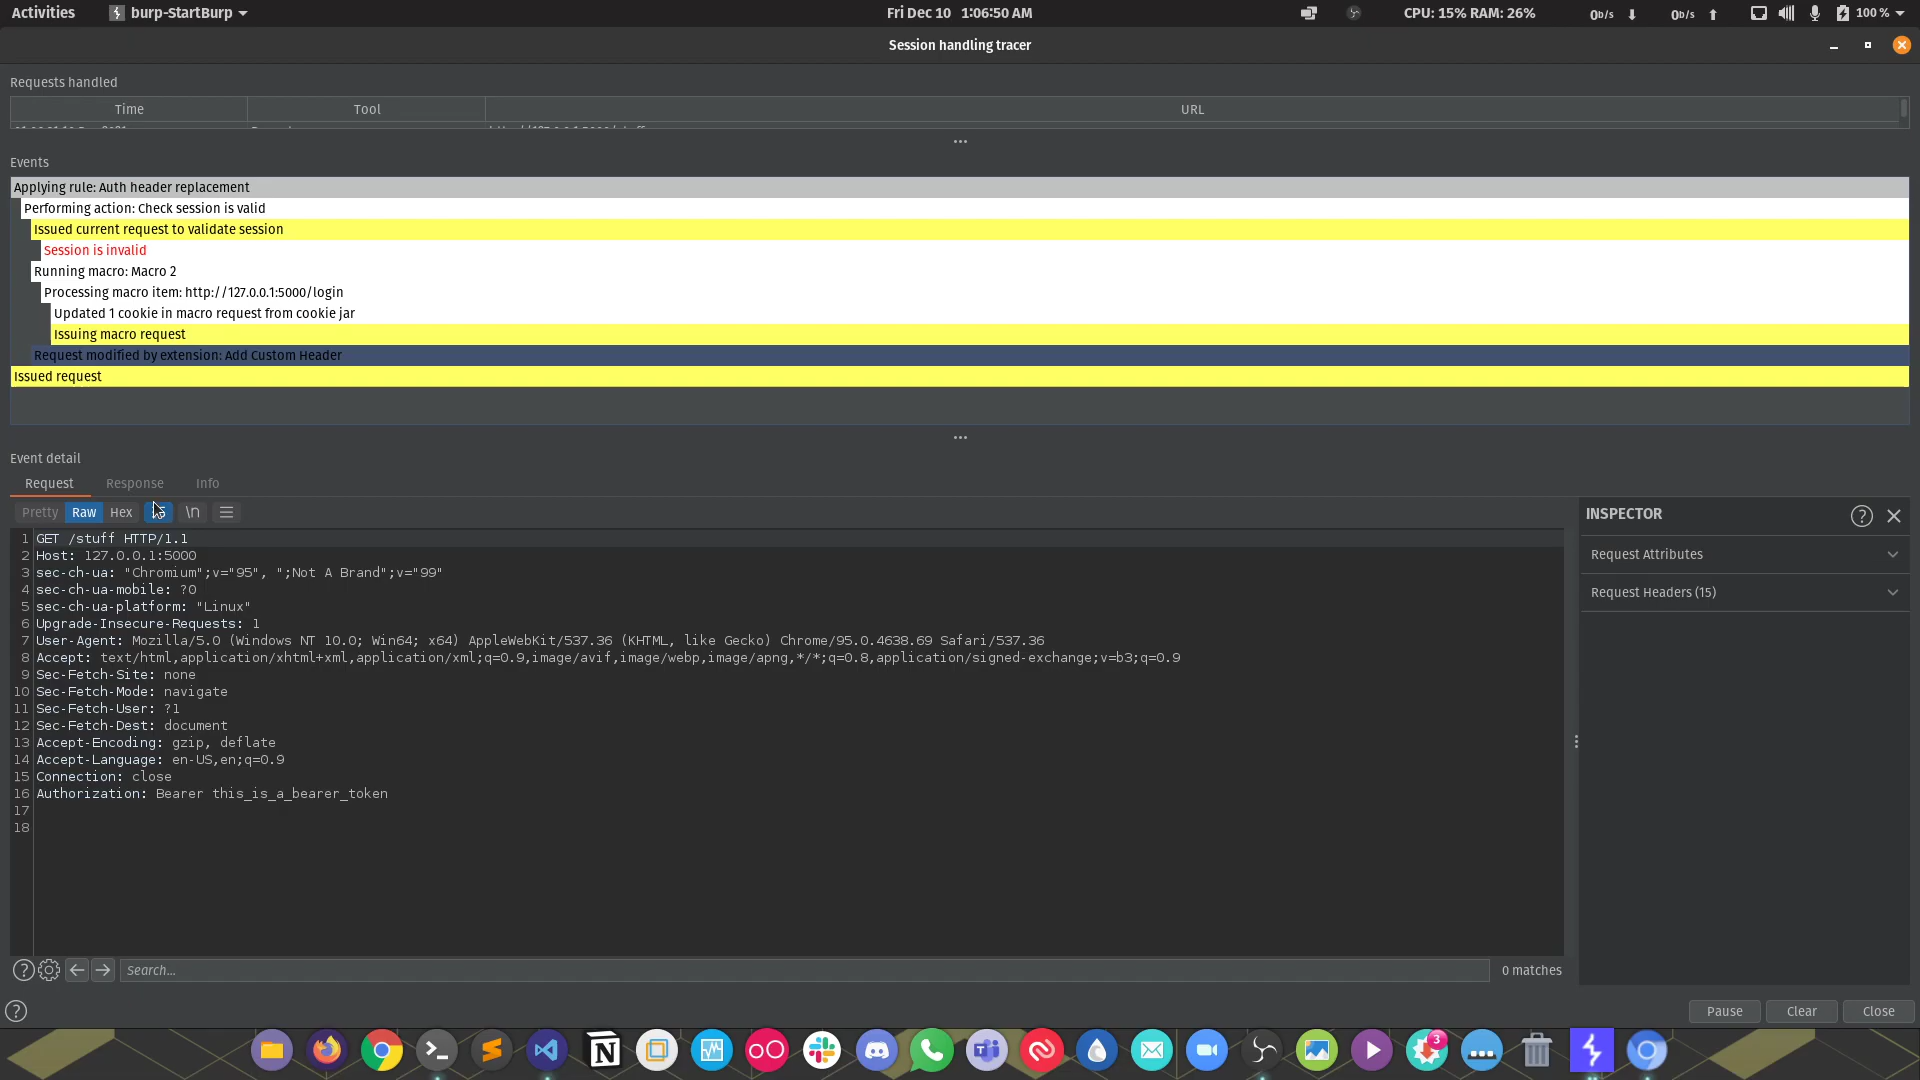 Activities burp-StartBurp Fri Dec 10 1:06:50 AM CPU: 15% RAM: 26% 0b/s 0b/s 100 %
Session handling tracer
Requests handled
Time Tool URL
Events
Applying rule: Auth header replacement
Performing action: Check session is valid
Issued current request to validate session
Session is invalid
Running macro: Macro 2
Processing macro item: http://127.0.0.1:5000/login
Updated 1 cookie in macro request from cookie jar
Issuing macro request
Request modified by extension: Add Custom Header
Issued request
Event detail
Request Response Info
Pretty Raw Hex \n
INSPECTOR
Request Attributes
Request Headers (15)
1 GET /stuff HTTP/1.1
2 Host: 127.0.0.1:5000
3 sec-ch-ua: "Chromium";v="95", ";Not A Brand";v="99"
4 sec-ch-ua-mobile: ?0
5 sec-ch-ua-platform: "Linux"
6 Upgrade-Insecure-Requests: 1
7 User-Agent: Mozilla/5.0 (Windows NT 10.0; Win64; x64) AppleWebKit/537.36 (KHTML, like Gecko) Chrome/95.0.4638.69 Safari/537.36
8 Accept: text/html,application/xhtml+xml,application/xml;q=0.9,image/avif,image/webp,image/apng,*/*;q=0.8,application/signed-exchange;v=b3;q=0.9
9 Sec-Fetch-Site: none
10 Sec-Fetch-Mode: navigate
11 Sec-Fetch-User: ?1
12 Sec-Fetch-Dest: document
13 Accept-Encoding: gzip, deflate
14 Accept-Language: en-US,en;q=0.9
15 Connection: close
16 Authorization: Bearer this_is_a_bearer_token
17
18
Search... 0 matches
Pause Clear Close
3